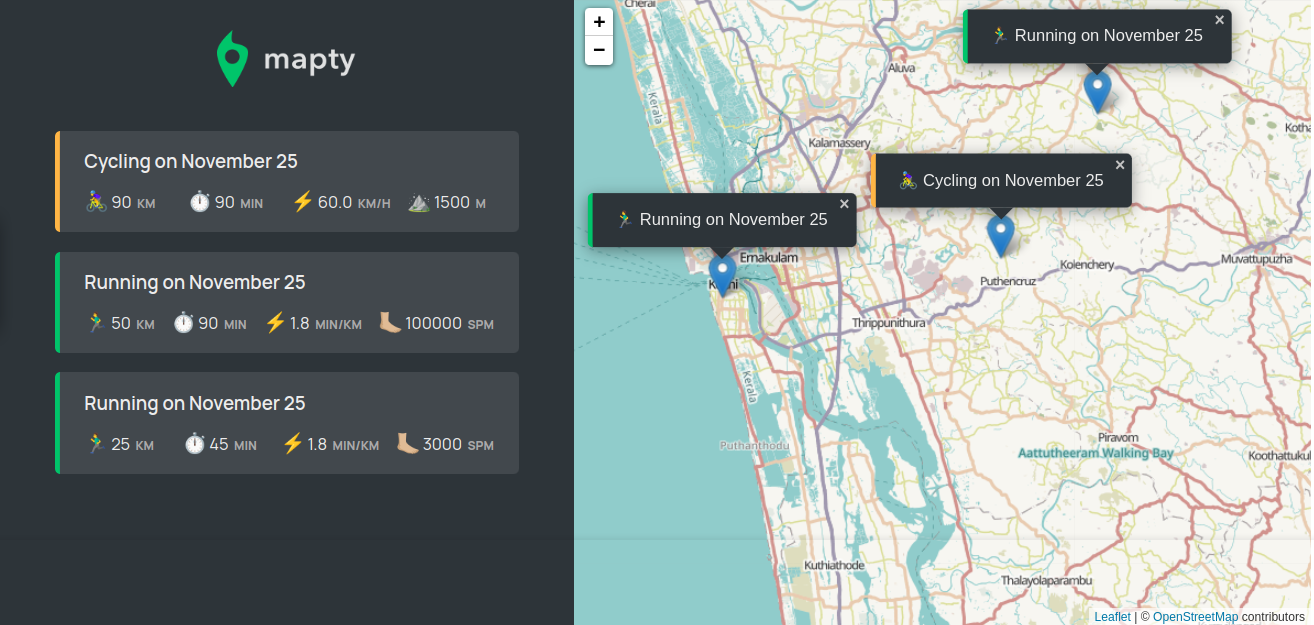 mapty
Cycling on November 25
🚴‍♀️ 90 KM ⏱ 90 MIN ⚡️ 60.0 KM/H ⛰ 1500 M
Running on November 25
🏃‍♂️ 50 KM ⏱ 90 MIN ⚡️ 1.8 MIN/KM 🦶🏼 100000 SPM
Running on November 25
🏃‍♂️ 25 KM ⏱ 45 MIN ⚡️ 1.8 MIN/KM 🦶🏼 3000 SPM
+
−
Cherai
🏃‍♂️ Running on November 25
×
Aluva
Kerala
Kalamassery
🚴‍♀️ Cycling on November 25
×
🏃‍♂️ Running on November 25
×
Ernakulam
Muvattupuzha
Kolenchery
Puthencruz
Thrippunithura
Kerala
Puthanthodu
Piravom
Aattutheeram Walking Bay
Kuthiathode
Thalayolaparambu
Leaflet | © OpenStreetMap contributors